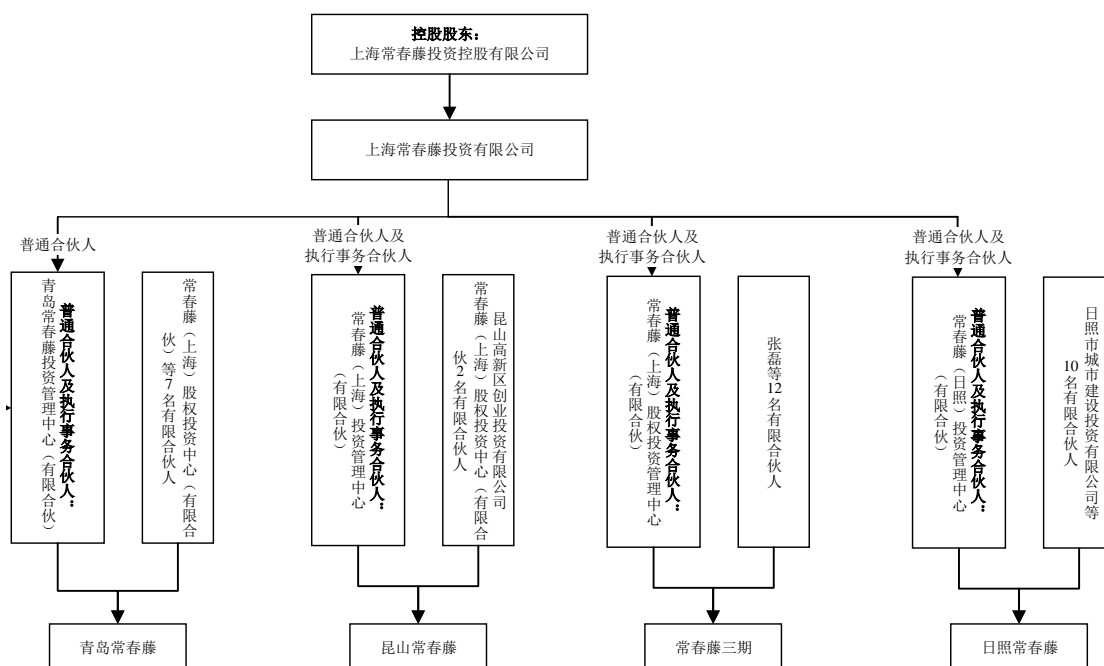 控股股东：
上海常春藤投资控股有限公司
上海常春藤投资有限公司
普通合伙人
普通合伙人及
执行事务合伙人
普通合伙人及
执行事务合伙人
普通合伙人及
执行事务合伙人
普通合伙人及执行事务合伙人：
青岛常春藤投资管理中心（有限合伙）
常春藤（上海）股权投资中心（有限合
伙）等7名有限合伙人
普通合伙人及执行事务合伙人：
常春藤（上海）投资管理中心
（有限合伙）
昆山高新区创业投资有限公司
常春藤（上海）股权投资中心（有限合
伙2名有限合伙人
普通合伙人及执行事务合伙人：
常春藤（上海）股权投资管理中心
（有限合伙）
张磊等12名有限合伙人
普通合伙人及执行事务合伙人：
常春藤（日照）投资管理中心
（有限合伙）
日照市城市建设投资有限公司等
10名有限合伙人
青岛常春藤
昆山常春藤
常春藤三期
日照常春藤